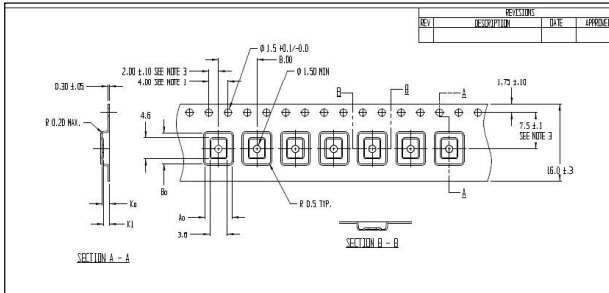 REVISIONS
REV DESCRIPTION DATE APPROVED
Ø 1.5 +0.1/-0.0
2.00 ±.10 SEE NOTE 3
8.00
4.00 SEE NOTE 1
Ø 1.50 MIN
0.30 ±.05
1.75 ±.10
B B A
4.6
R 0.20 MAX.
7.5 ±.1
SEE NOTE 3
16.0 ±.3
Bo
A
R 0.5 TYP.
Ko
Ao
K1
3.8
SECTION A - A
SECTION B - B